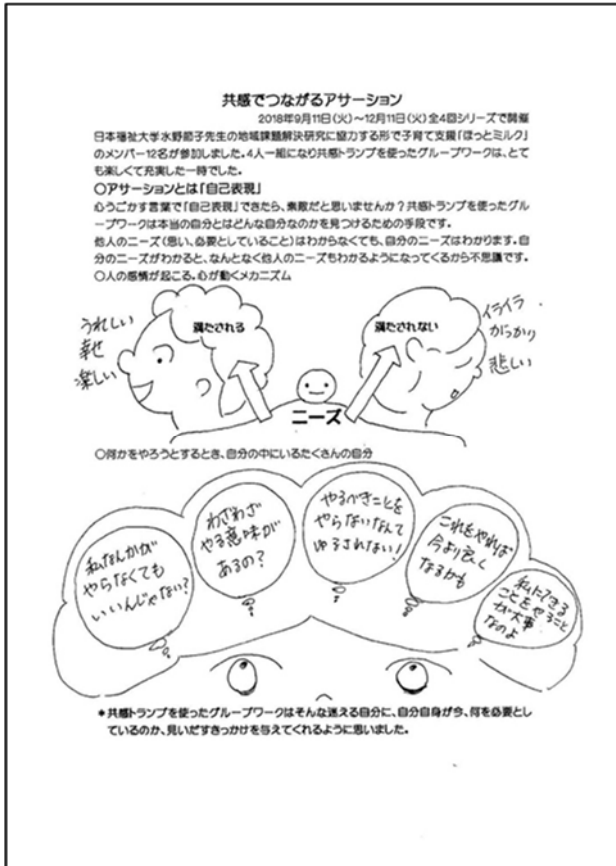 共感でつながるアサーション
2018年9月11日(火)~12月11日(火)全4回シリーズで開催
日本福祉大学水野節子先生の地域課題解決研究に協力する形で子育て支援「ほっとミルク」
のメンバー12名が参加しました。4人一組になり共感トランプを使ったグループワークは、とて
も楽しくて充実した一時でした。
○アサーションとは「自己表現」
心うごかす言葉で「自己表現」できたら、素敵だと思いませんか?共感トランプを使ったグル
ープワークは本当の自分とはどんな自分なのかを見つけるための手段です。
他人のニーズ(思い、必要としていること)はわからなくても、自分のニーズはわかります。自
分のニーズがわかると、なんとなく他人のニーズもわかるようになってくるから不思議です。
○人の感情が起こる。心が動くメカニズム
うれしい
幸せ
楽しい
満たされる
満たされない
イライラ
がっかり
悲しい
ニーズ
○何かをやろうとするとき、自分の中にいるたくさんの自分
私なんかが
やらなくても
いいんじゃない?
わざわざ
やる意味が
あるの?
やるべきことを
やらないなんて
ゆるされない!
これをやれば
今より良く
なるかも
私にできる
ことをやること
が大事
なのよ
*共感トランプを使ったグループワークはそんな迷える自分に、自分自身が今、何を必要とし
ているのか、見いだすきっかけを与えてくれるように思いました。